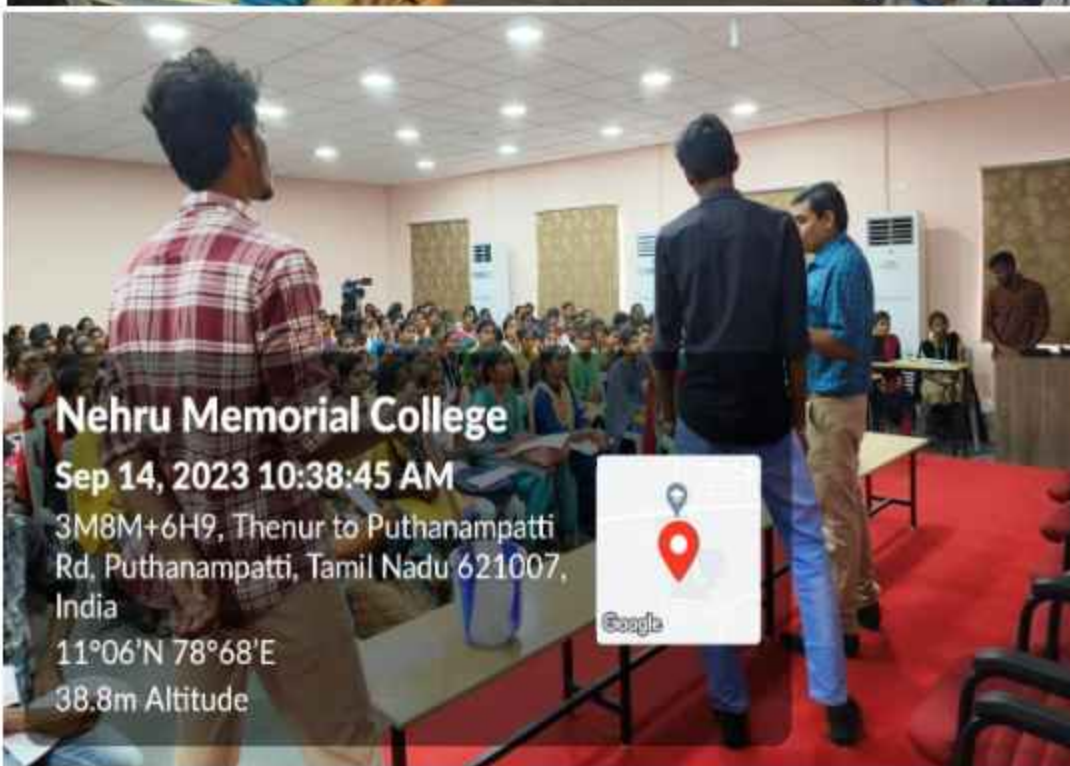 Nehru Memorial College
Sep 14, 2023 10:38:45 AM
3M8M+6H9, Thenur to Puthanampatti
Rd, Puthanampatti, Tamil Nadu 621007,
India
11°06'N 78°68'E
38.8m Altitude
Google